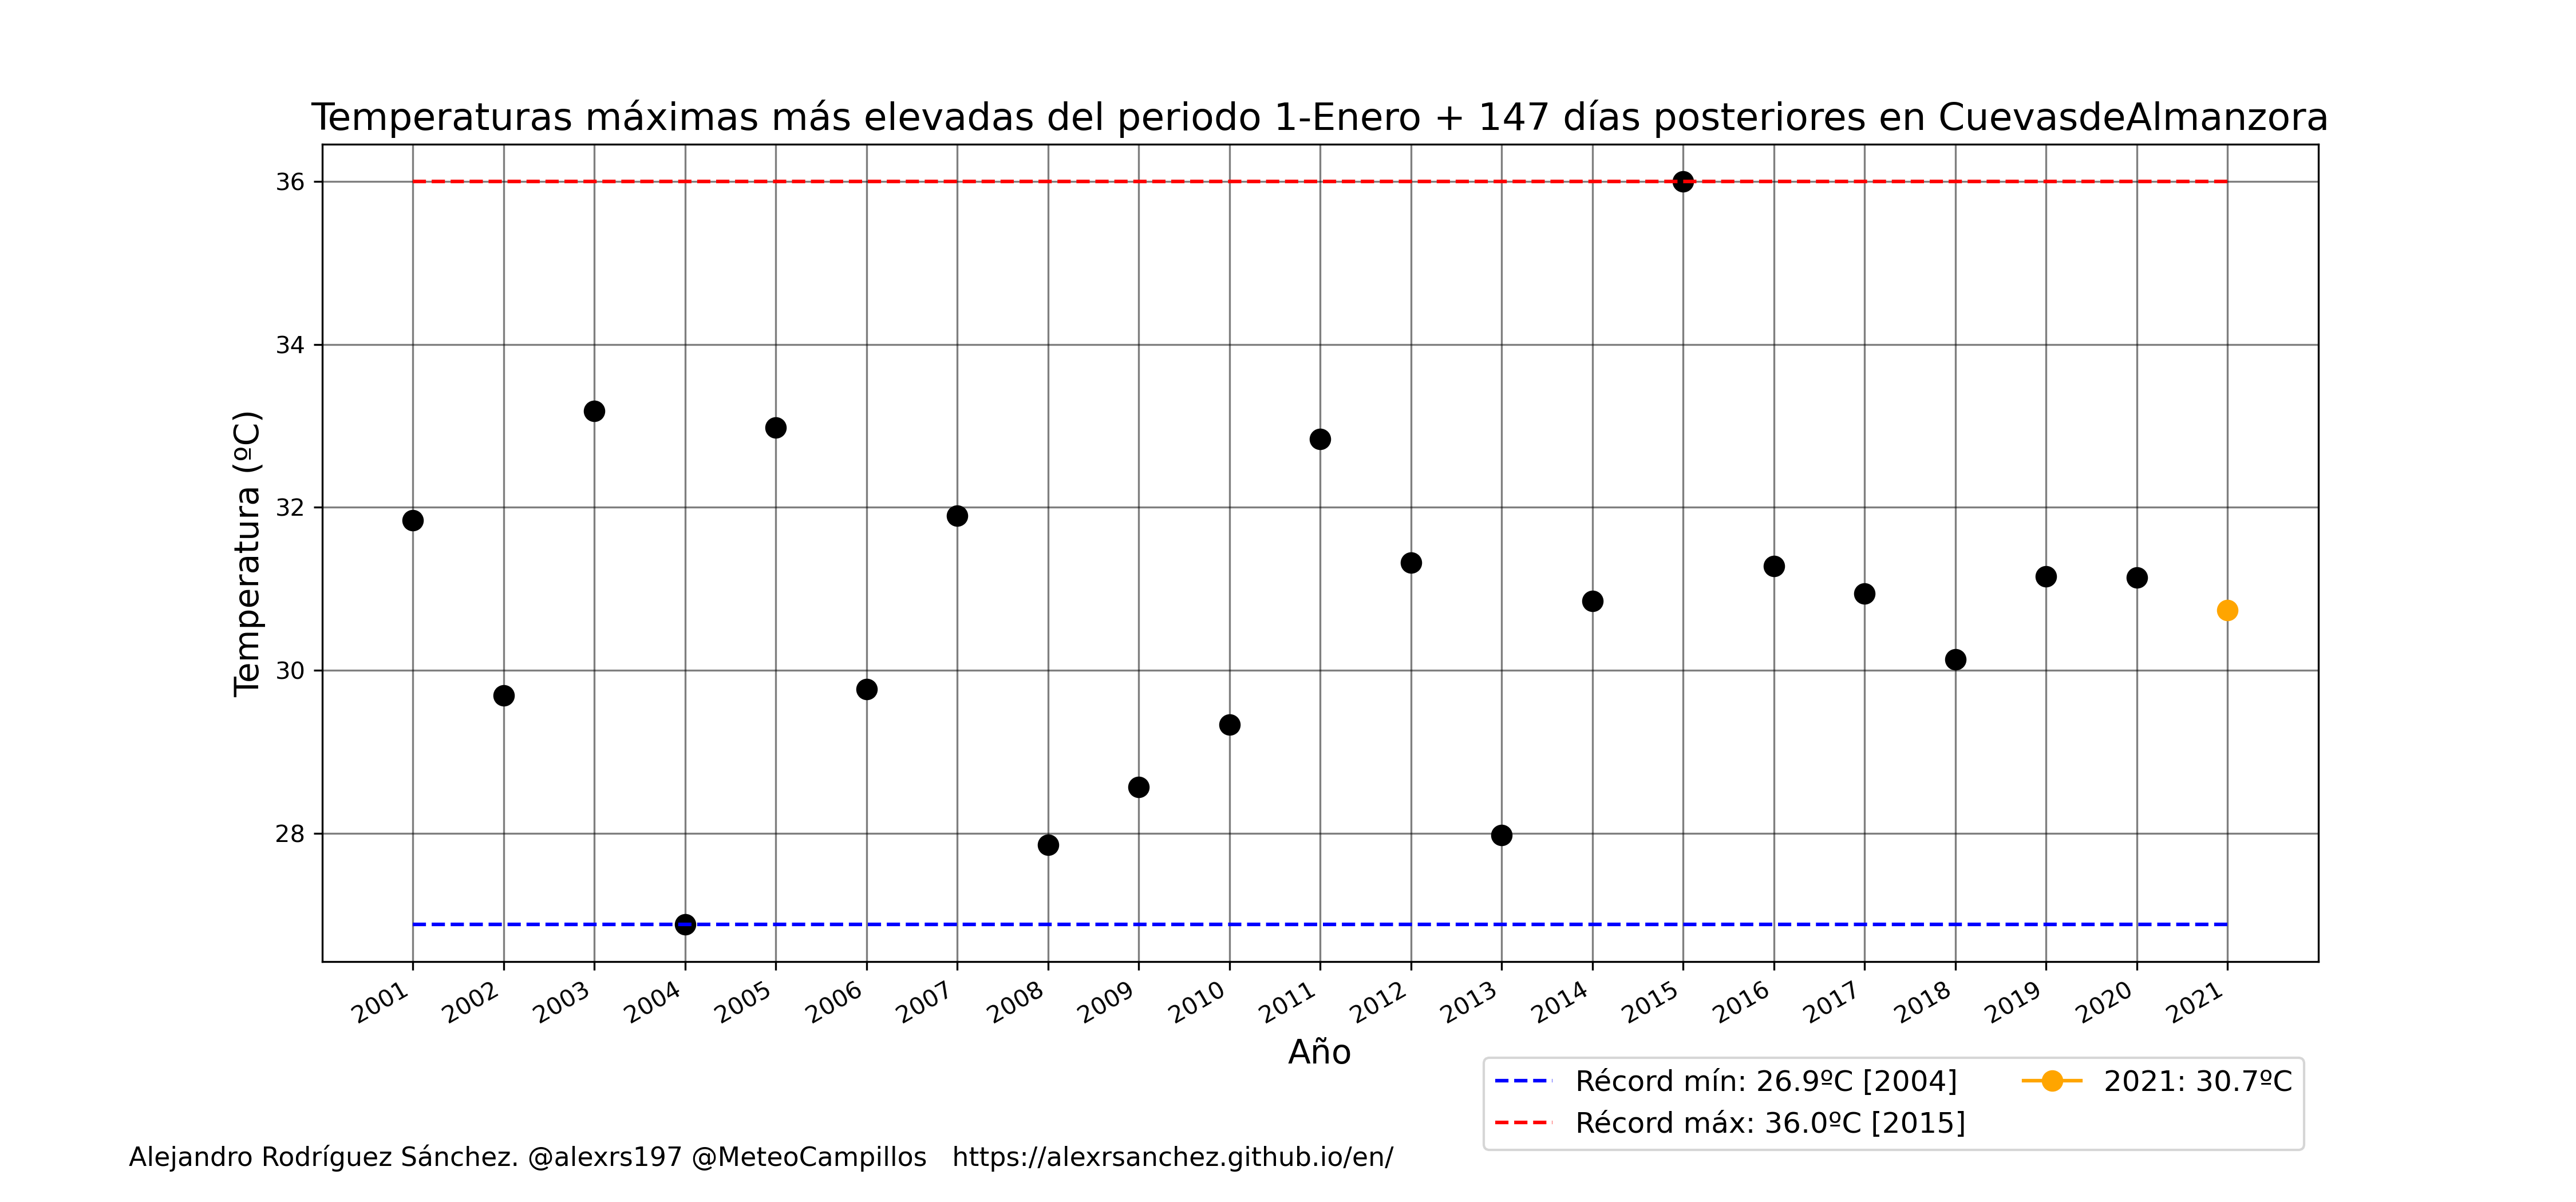 Temperaturas máximas más elevadas del periodo 1-Enero + 147 días posteriores en CuevasdeAlmanzora
Temperatura (ºC)
36
34
32
30
28
2001 2002 2003 2004 2005 2006 2007 2008 2009 2010 2011 2012 2013 2014 2015 2016 2017 2018 2019 2020 2021
Año
Récord mín: 26.9ºC [2004]
Récord máx: 36.0ºC [2015]
2021: 30.7ºC
Alejandro Rodríguez Sánchez. @alexrs197 @MeteoCampillos https://alexrsanchez.github.io/en/